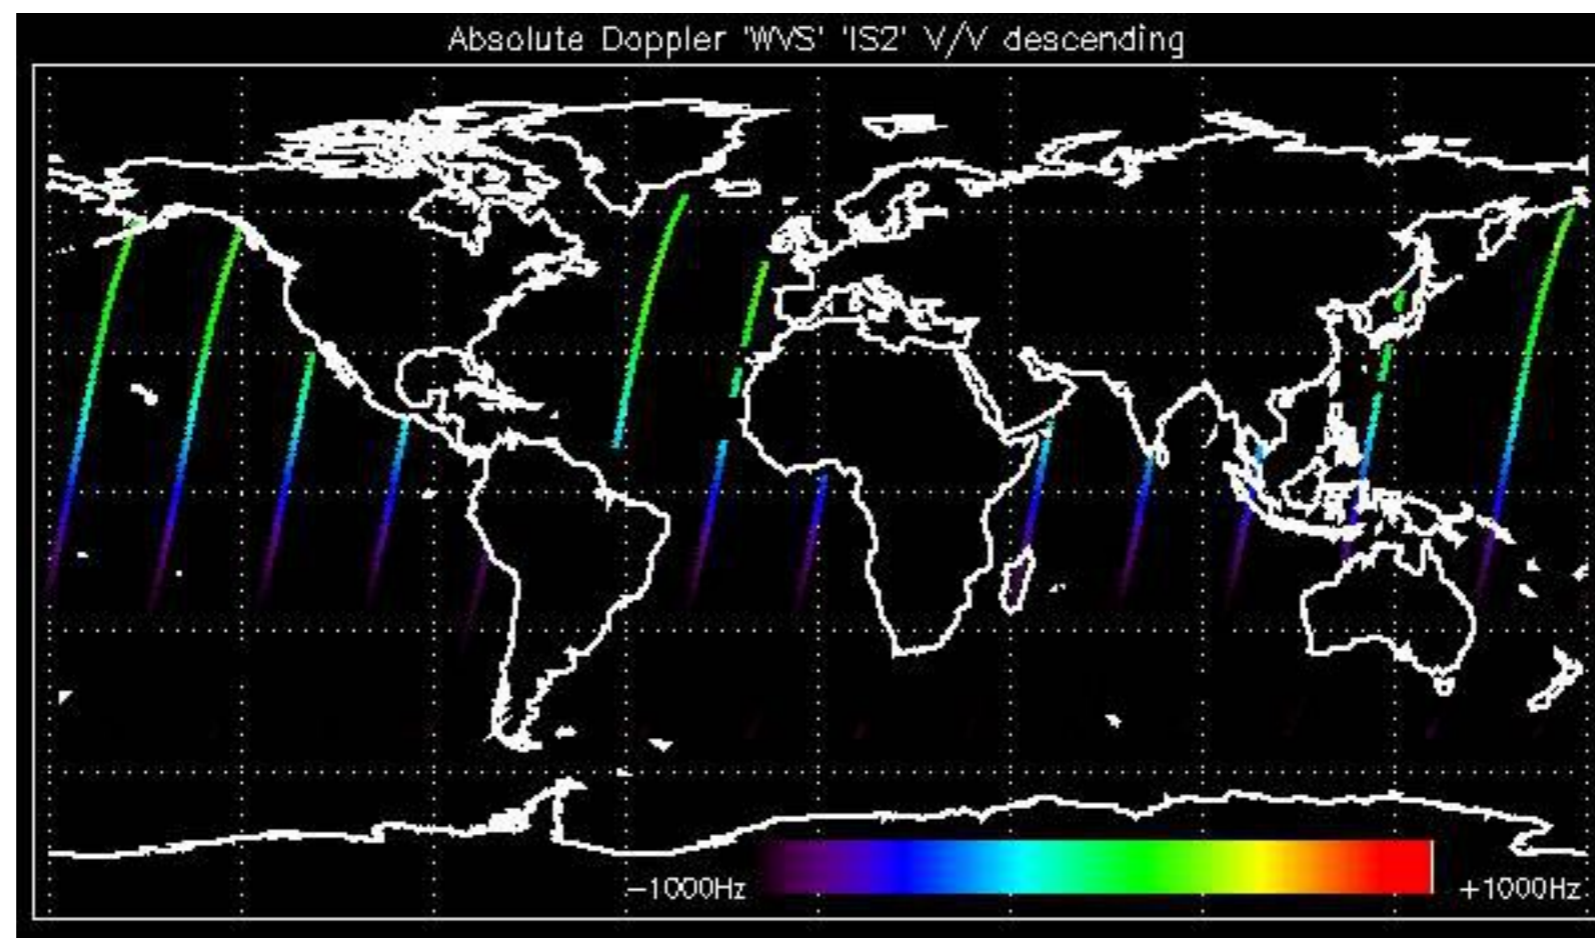 Absolute Doppler 'WVS' 'IS2' V/V descending
−1000Hz
+1000Hz